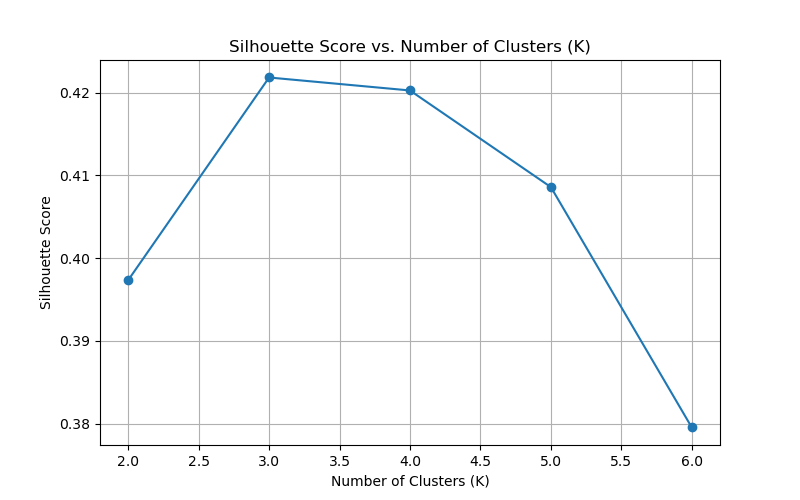 Silhouette Score vs. Number of Clusters (K)
0.42
0.41
0.40
0.39
0.38
Silhouette Score
2.0 2.5 3.0 3.5 4.0 4.5 5.0 5.5 6.0
Number of Clusters (K)